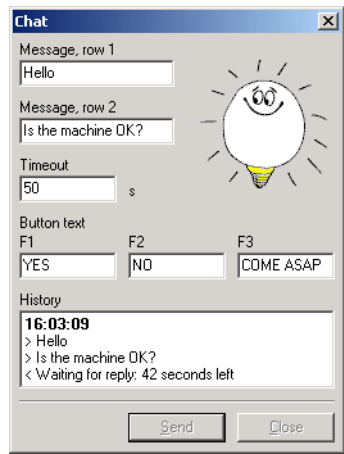 Chat
Message, row 1
Hello
Message, row 2
Is the machine OK?
Timeout
50 s
Button text
F1 F2 F3
YES NO COME ASAP
History
16:03:09
> Hello
> Is the machine OK?
< Waiting for reply: 42 seconds left
Send Close